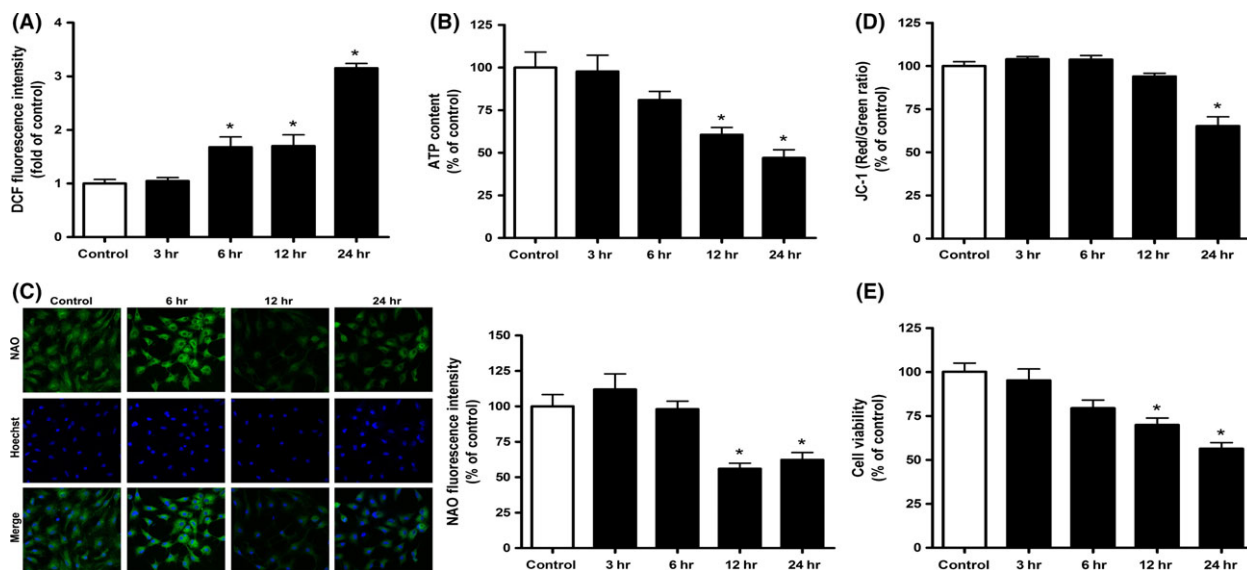 (A)
DCF fluorescence intensity
(fold of control)
4
3
2
1
0
*
*
*
Control 3 hr 6 hr 12 hr 24 hr
(B)
ATP content
(% of control)
125
100
75
50
25
0
*
*
Control 3 hr 6 hr 12 hr 24 hr
(D)
JC-1 (Red/Green ratio)
(% of control)
125
100
75
50
25
0
*
Control 3 hr 6 hr 12 hr 24 hr
(C)
Control 6 hr 12 hr 24 hr
NAO
Hoechst
Merge
NAO fluorescence intensity
(% of control)
150
125
100
75
50
25
0
*
*
Control 3 hr 6 hr 12 hr 24 hr
(E)
Cell viability
(% of control)
125
100
75
50
25
0
*
*
Control 3 hr 6 hr 12 hr 24 hr